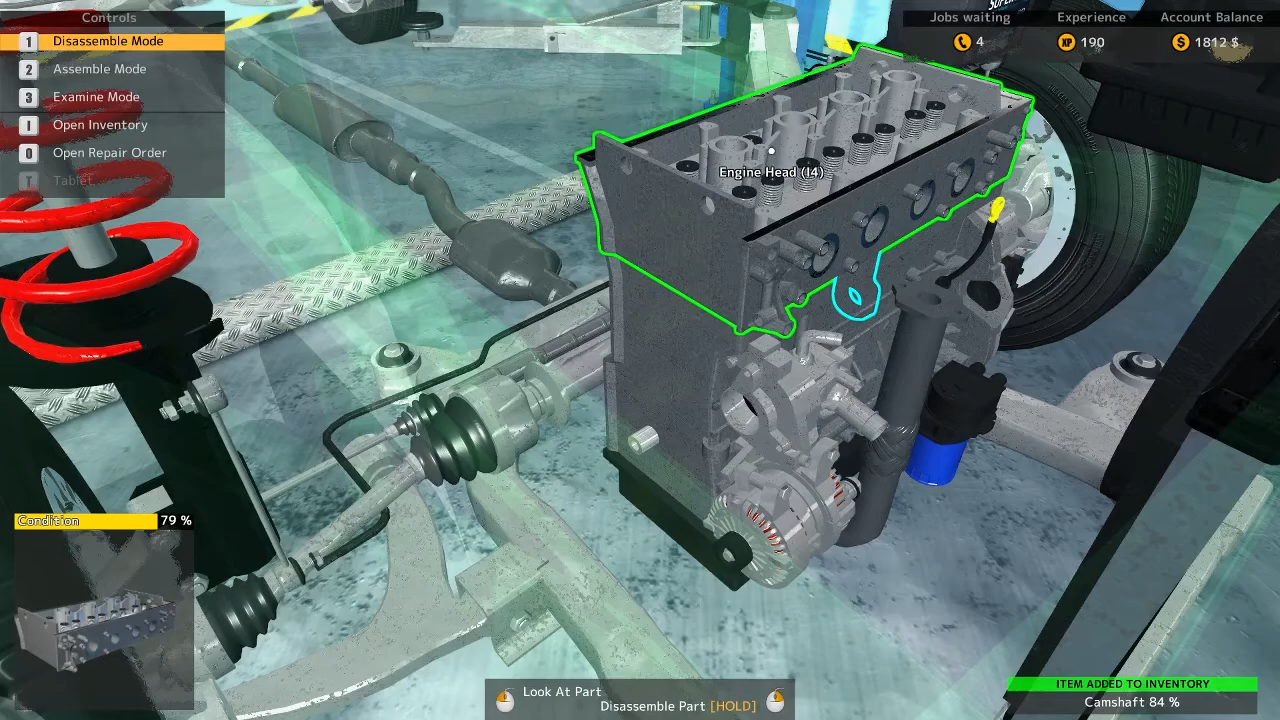 Controls
1 Disassemble Mode
2 Assemble Mode
3 Examine Mode
I Open Inventory
O Open Repair Order
T Tablet
Jobs waiting Experience Account Balance
4 XP 190 $ 1812 $
Engine Head (I4)
Condition 79 %
Look At Part
Disassemble Part [HOLD]
ITEM ADDED TO INVENTORY
Camshaft 84 %